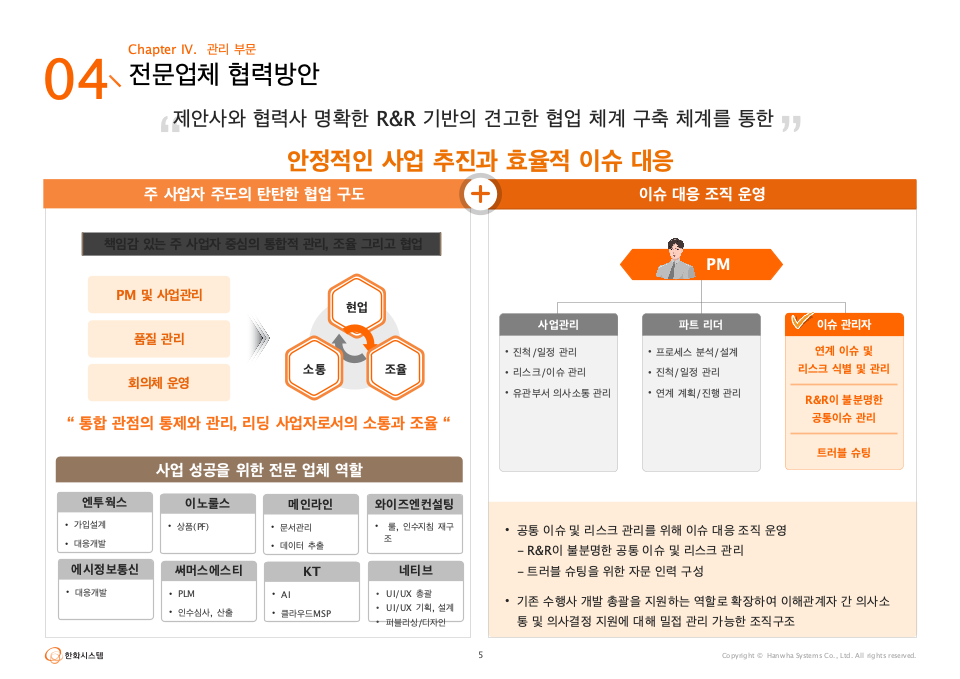 Chapter Ⅳ. 관리 부문
04
전문업체 협력방안
“제안사와 협력사 명확한 R&R 기반의 견고한 협업 체계 구축 체계를 통한”
안정적인 사업 추진과 효율적 이슈 대응
주 사업자 주도의 탄탄한 협업 구도
+
이슈 대응 조직 운영
책임감 있는 주 사업자 중심의 통합적 관리, 조율 그리고 협업
PM 및 사업관리
품질 관리
회의체 운영
현업
소통
조율
“ 통합 관점의 통제와 관리, 리딩 사업자로서의 소통과 조율 “
사업 성공을 위한 전문 업체 역할
엔투웍스
• 가입설계
• 대응개발
이노룰스
• 상품(PF)
메인라인
• 문서관리
• 데이터 추출
와이즈엔컨설팅
• 룰, 인수지침 재구
조
에시정보통신
• 대응개발
써머스에스티
• PLM
• 인수심사, 산출
KT
• AI
• 클라우드MSP
네티브
• UI/UX 총괄
• UI/UX 기획, 설계
• 퍼블리싱/디자인
PM
사업관리
• 진척/일정 관리
• 리스크/이슈 관리
• 유관부서 의사소통 관리
파트 리더
• 프로세스 분석/설계
• 진척/일정 관리
• 연계 계획/진행 관리
이슈 관리자
연계 이슈 및
리스크 식별 및 관리
R&R이 불분명한
공통이슈 관리
트러블 슈팅
• 공통 이슈 및 리스크 관리를 위해 이슈 대응 조직 운영
– R&R이 불분명한 공통 이슈 및 리스크 관리
– 트러블 슈팅을 위한 자문 인력 구성
• 기존 수행사 개발 총괄을 지원하는 역할로 확장하여 이해관계자 간 의사소
통 및 의사결정 지원에 대해 밀접 관리 가능한 조직구조
한화시스템
5
Copyright © Hanwha Systems Co., Ltd. All rights reserved.